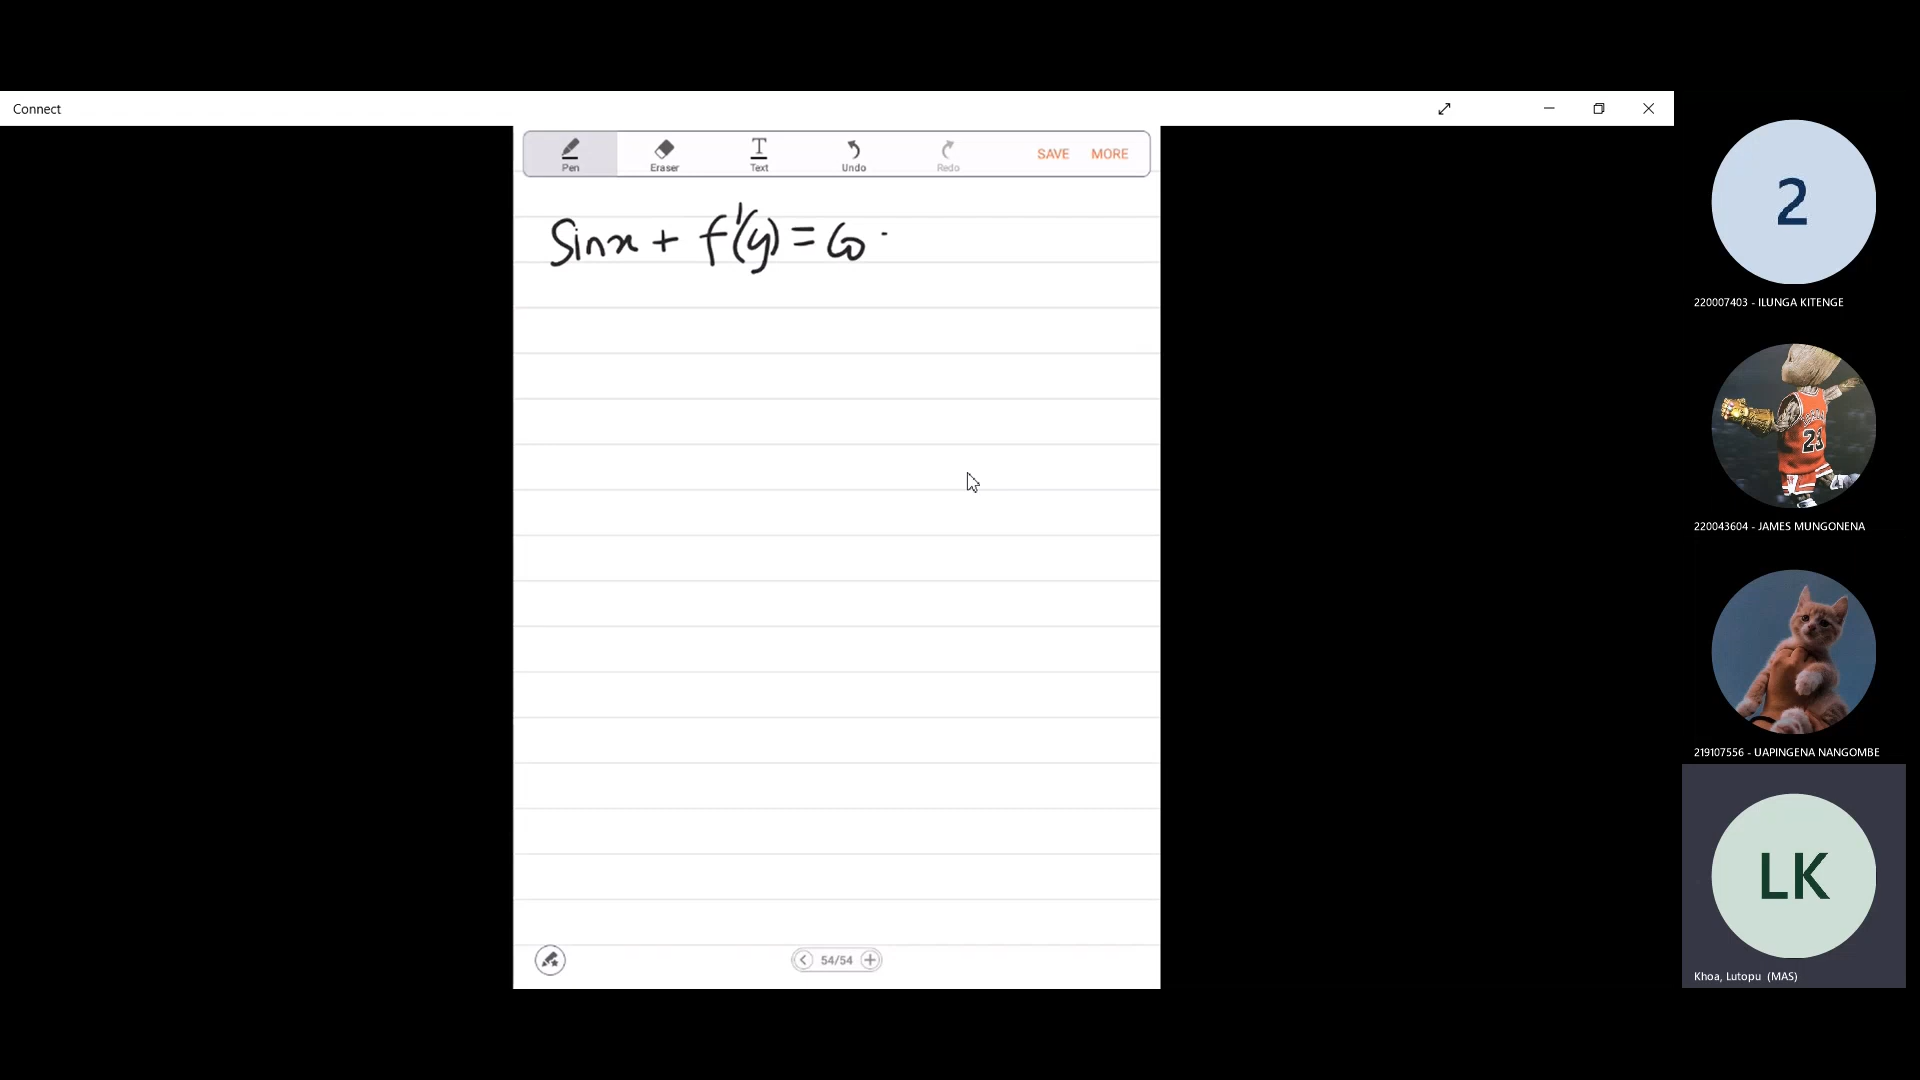 Connect
Pen Eraser Text Undo Redo SAVE MORE
Sinx + f'(y) =
54/54
2
220007403 - ILUNGA KITENGE
23
220043604 - JAMES MUNGONENA
219107556 - UAPINGENA NANGOMBE
LK
Khoa, Lutopu (MAS)